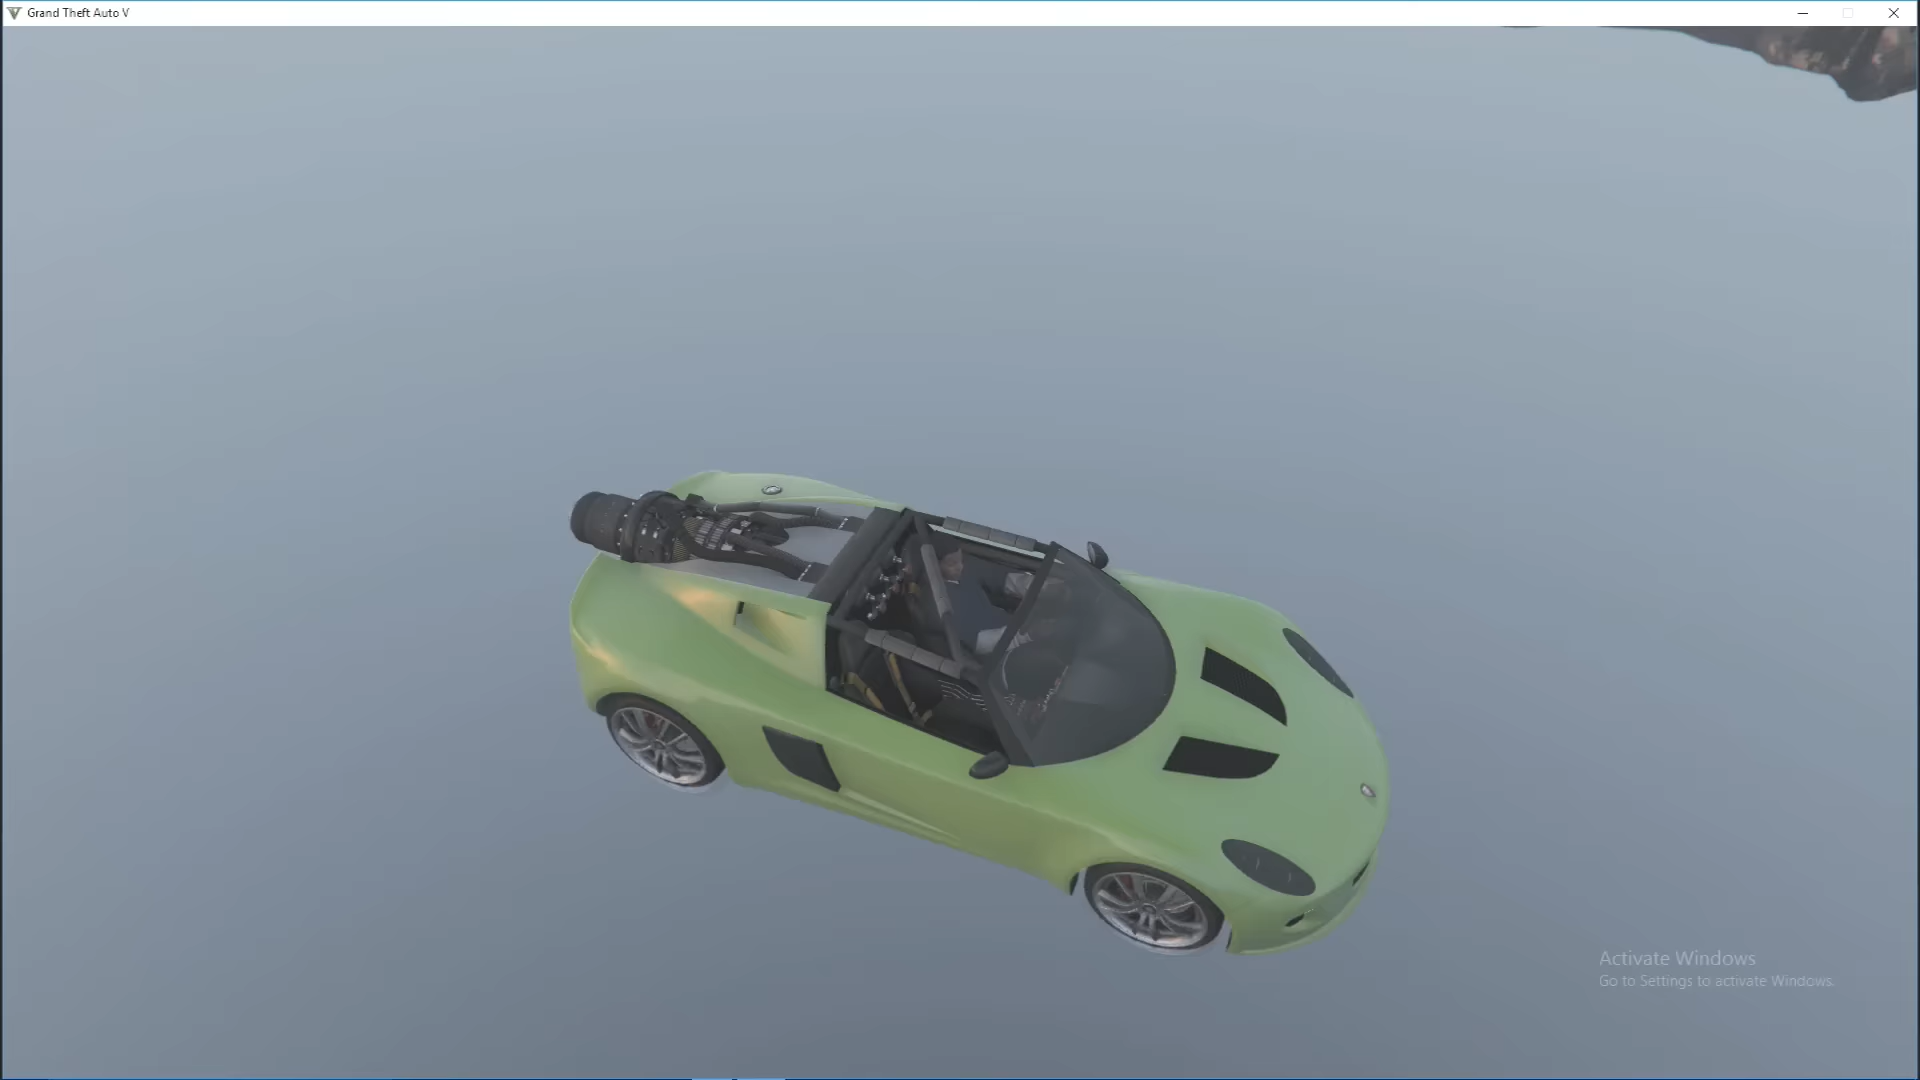 Grand Theft Auto V
Activate Windows
Go to Settings to activate Windows.